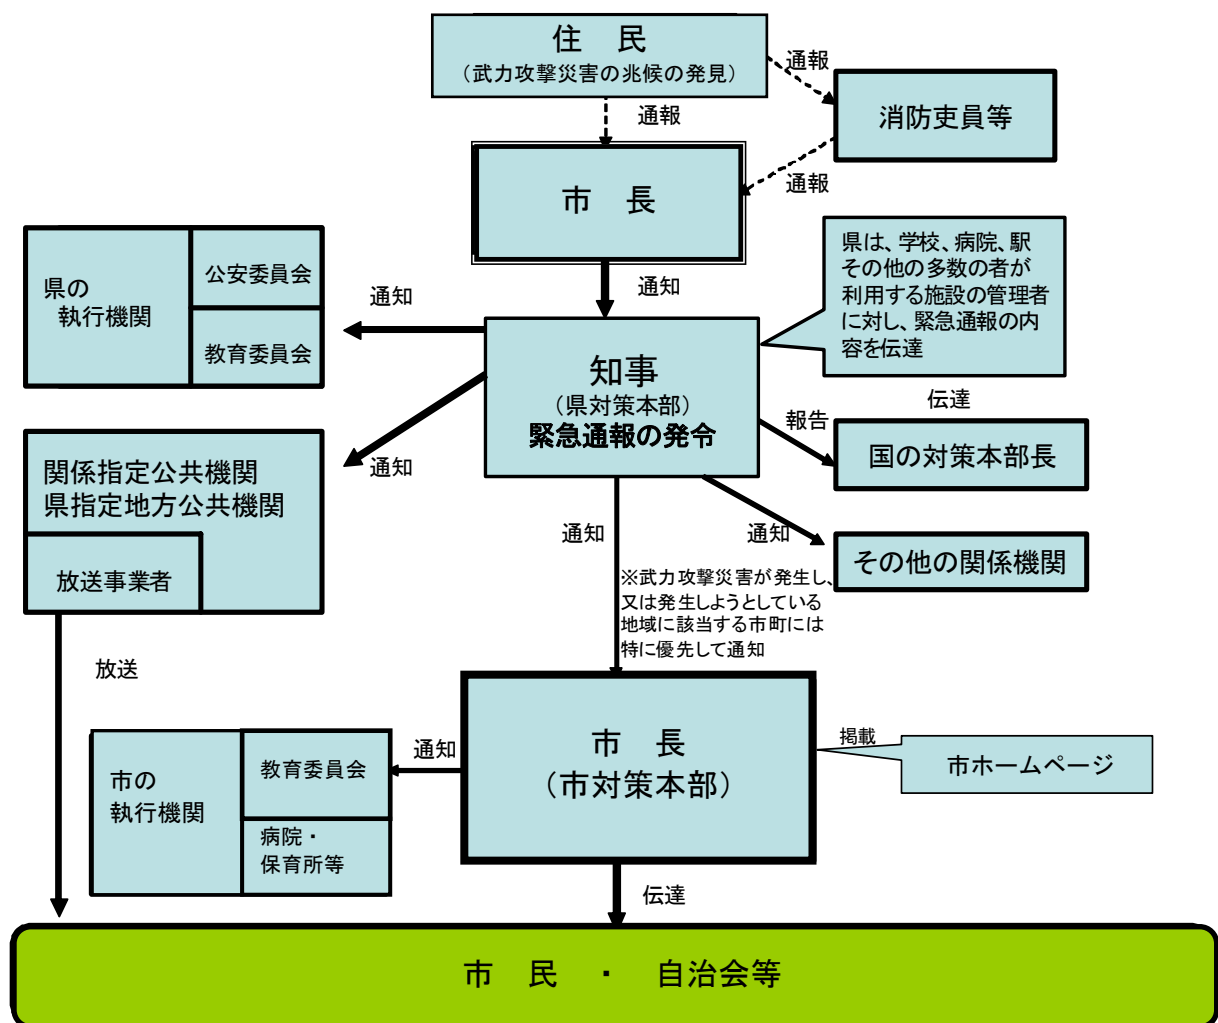 住　民
（武力攻撃災害の兆候の発見）
通報
通報
消防吏員等
市　長
通報
県は、学校、病院、駅
その他の多数の者が
利用する施設の管理者
に対し、緊急通報の内
容を伝達
県の
執行機関
公安委員会
教育委員会
通知
通知
知事
（県対策本部）
緊急通報の発令
伝達
報告
国の対策本部長
関係指定公共機関
県指定地方公共機関
放送事業者
通知
通知
通知
その他の関係機関
※武力攻撃災害が発生し、
又は発生しようとしている
地域に該当する市町には
特に優先して通知
放送
市の
執行機関
教育委員会
病院・
保育所等
通知
市　長
（市対策本部）
掲載
市ホームページ
伝達
市　民　・　自治会等